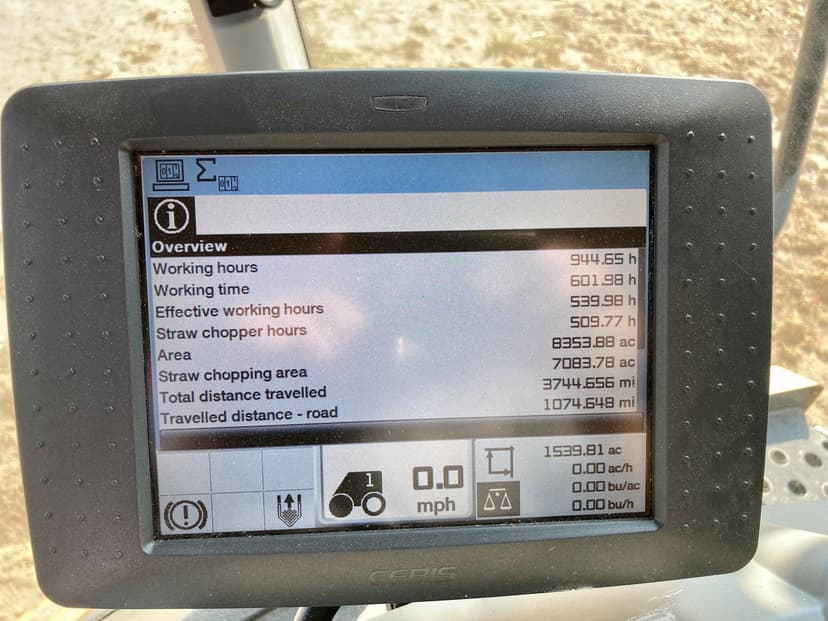 Overview
Working hours 944.65 h
Working time 601.98 h
Effective working hours 539.98 h
Straw chopper hours 509.77 h
Area 8353.88 ac
Straw chopping area 7083.78 ac
Total distance travelled 3744.656 mi
Travelled distance - road 1074.648 mi
1
0.0
mph
1539.81 ac
0.00 ac/h
0.00 bu/ac
0.00 bu/h
CEBIS